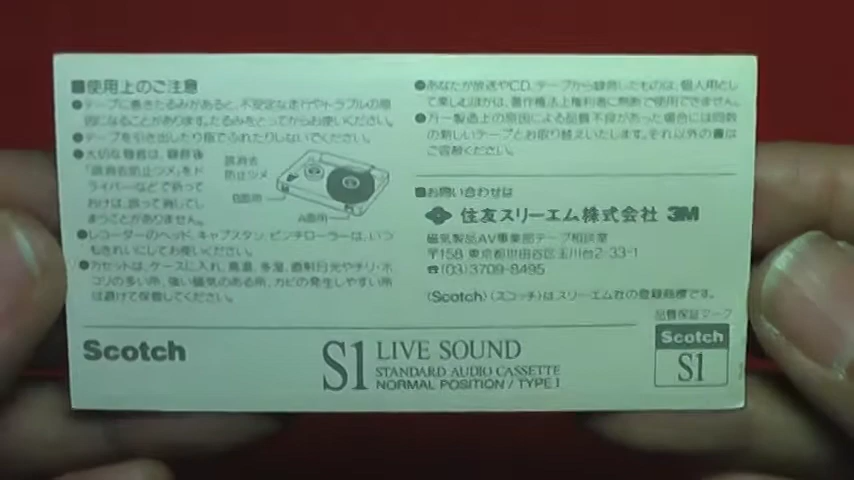 ■使用上のご注意
●テープに巻きたるみがあると、不安定な走行やトラブルの原
因になることがあります。たるみをとってからお使いください。
●テープを引き出したり指でふれたりしないでください。
●大切な録音は、録音後
「誤消去防止ツメ」をド
ライバーなどで折って
おけば、誤って消してし
まうことがありません。
誤消去
防止ツメ
B面用
A面用
●レコーダーのヘッド、キャプスタン、ピンチローラーは、いつ
もきれいにしてお使いください。
●カセットは、ケースに入れ、高温、多湿、直射日光やチリ・ホ
コリの多い所、強い磁気のある所、カビの発生しやすい所
は避けて保管してください。
●あなたが放送やCD、テープから録音したものは、個人用とし
て楽しむほかは、著作権法上権利者に無断で使用できません。
●万一製造上の原因による品質不良があった場合には同数
の新しいテープとお取り替えいたします。それ以外の責は
ご容赦ください。
■お問い合わせは
住友スリーエム株式会社 3M
磁気製品AV事業部テープ相談室
〒158 東京都世田谷区玉川台2-33-1
☎(03)3709-8495
〈Scotch〉〈スコッチ〉はスリーエム社の登録商標です。
品質保証マーク
Scotch
S1
Scotch
S1 LIVE SOUND
STANDARD AUDIO CASSETTE
NORMAL POSITION / TYPE I